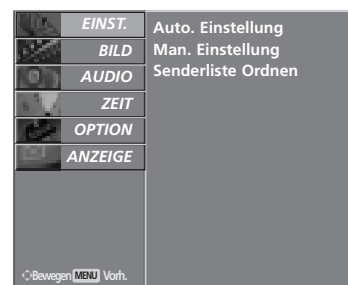 EINST.
BILD
AUDIO
ZEIT
OPTION
ANZEIGE
Auto. Einstellung
Man. Einstellung
Senderliste Ordnen
Bewegen MENU Vorh.